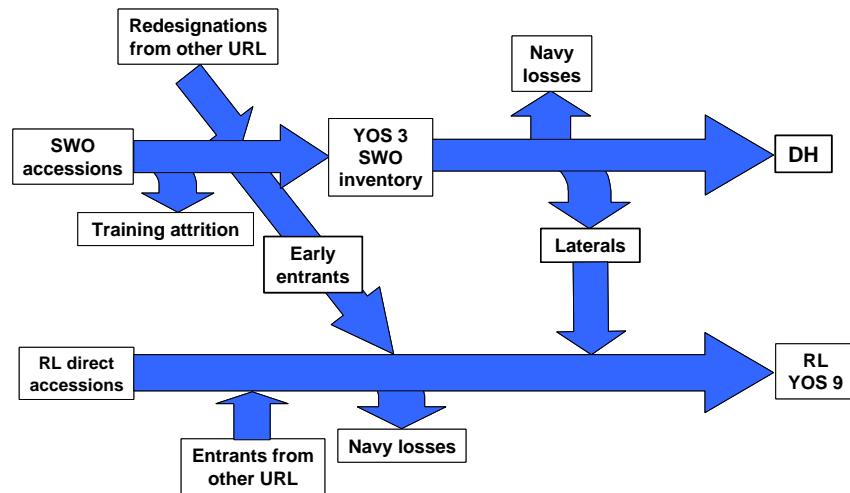 Redesignations
from other URL
Navy
losses
SWO
accessions
YOS 3
SWO
inventory
DH
Training attrition
Early
entrants
Laterals
RL direct
accessions
RL
YOS 9
Entrants from
other URL
Navy losses